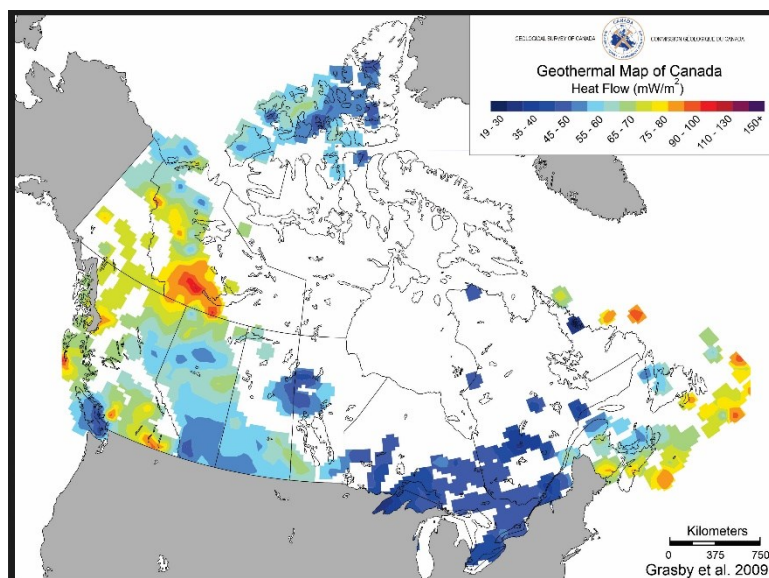 CANADA
GEOLOGICAL SURVEY OF CANADA
COMMISSION GEOLOGIQUE DU CANADA
Geothermal Map of Canada
Heat Flow (mW/m²)
19 - 30
35 - 40
45 - 50
55 - 60
65 - 70
75 - 80
90 - 100
110 - 130
150+
Kilometers
0 375 750
Grasby et al. 2009